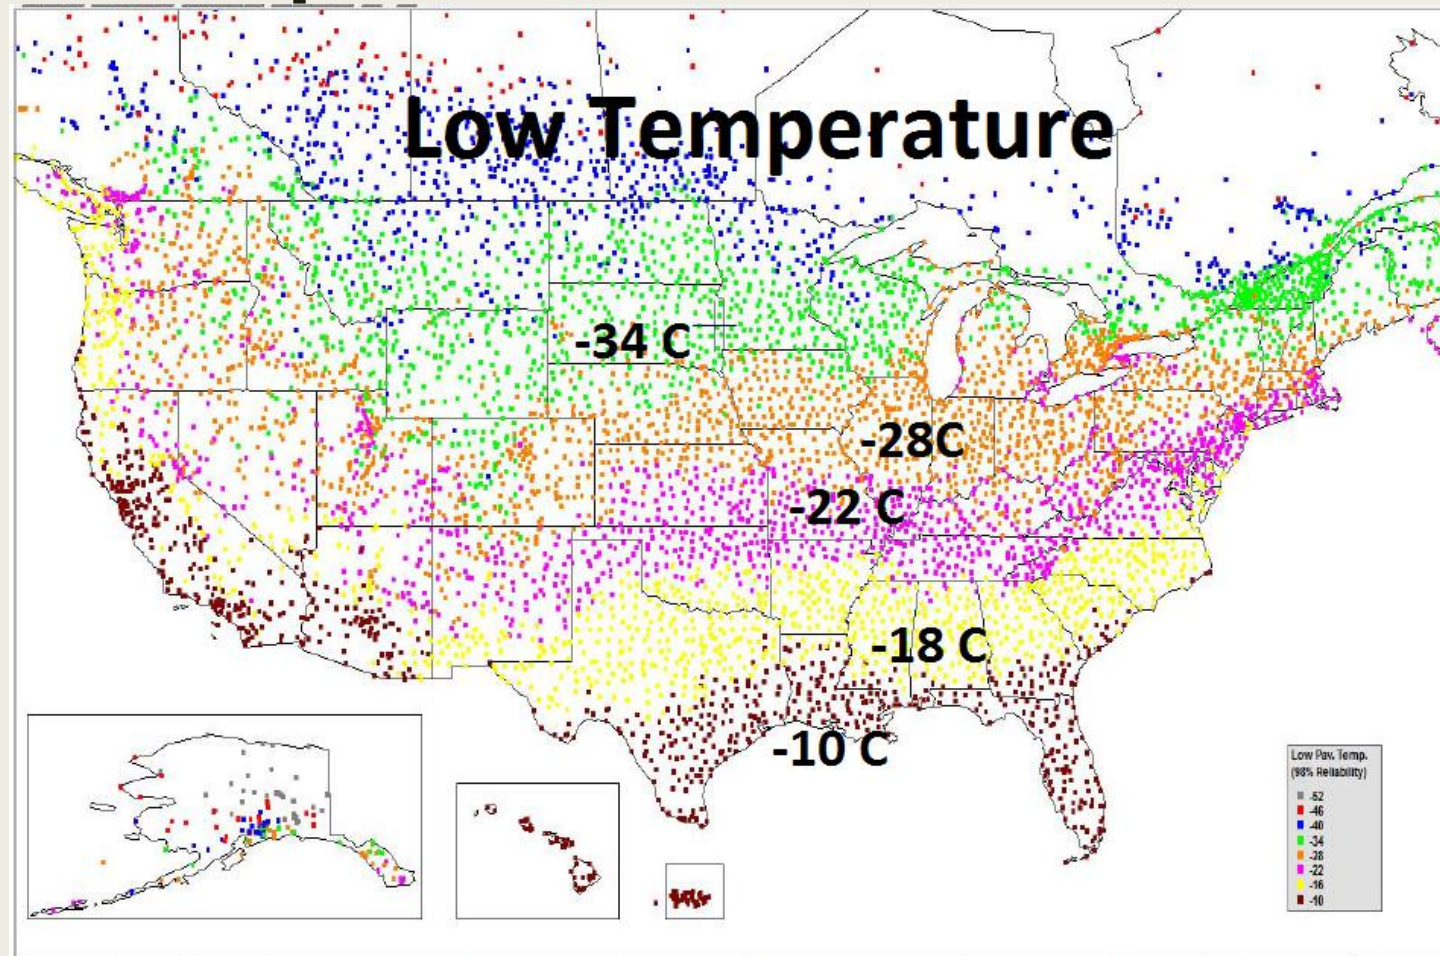 Low Temperature
-34 C
-28C
-22 C
-18 C
-10 C
Low Pav. Temp.
(98% Reliability)
-52
-46
-40
-34
-28
-22
-16
-10